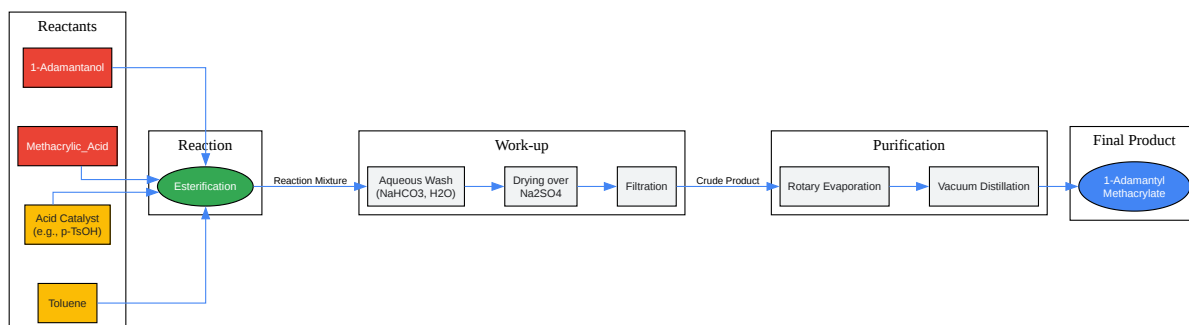 Reactants
1-Adamantanol
Methacrylic_Acid
Acid Catalyst
(e.g., p-TsOH)
Toluene
Reaction
Esterification
Reaction Mixture
Work-up
Aqueous Wash
(NaHCO3, H2O)
Drying over
Na2SO4
Filtration
Crude Product
Purification
Rotary Evaporation
Vacuum Distillation
Final Product
1-Adamantyl
Methacrylate